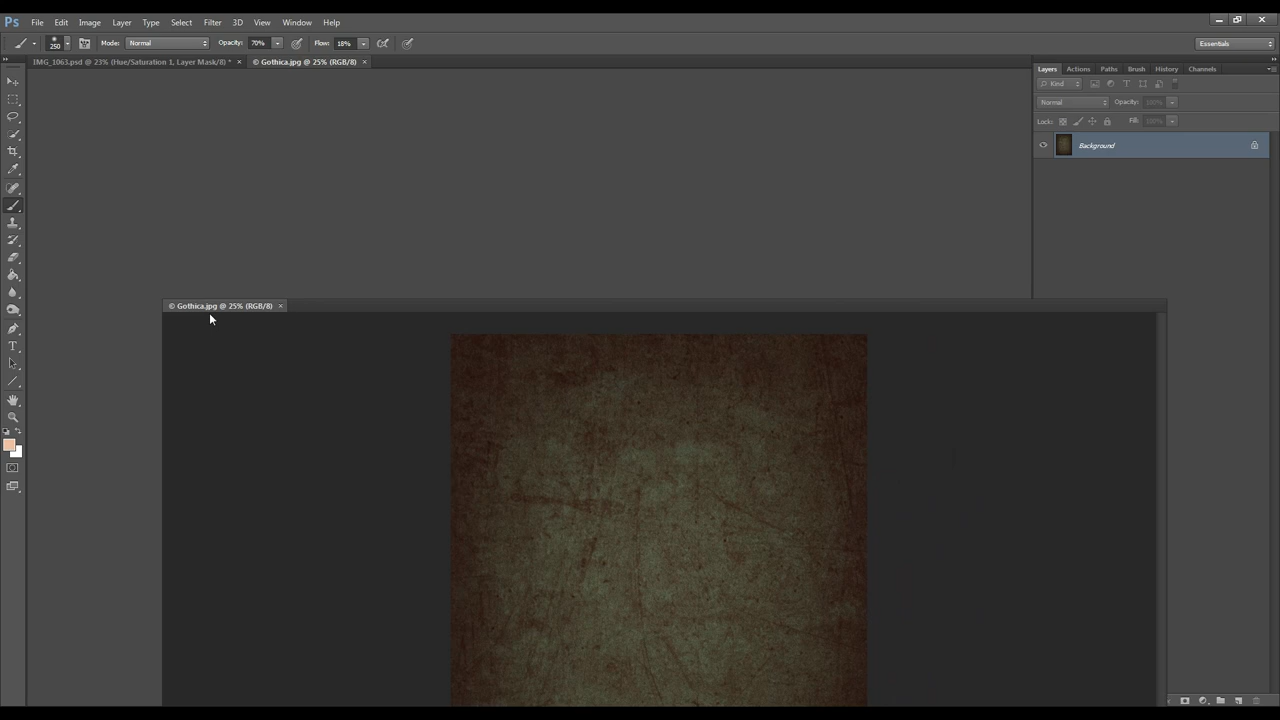 Ps File Edit Image Layer Type Select Filter 3D View Window Help
250 Mode: Normal Opacity: 70% Flow: 18% Essentials
IMG_1063.psd @ 23% (Hue/Saturation 1, Layer Mask/8) * × © Gothica.jpg @ 25% (RGB/8) ×
Layers Actions Paths Brush History Channels
Kind
Normal Opacity: 100%
Lock: Fill: 100%
Background
© Gothica.jpg @ 25% (RGB/8) ×